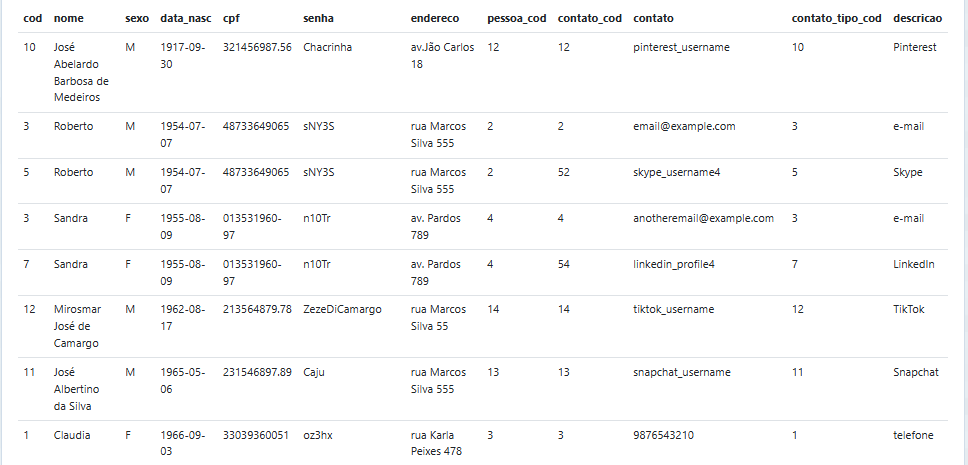 cod nome sexo data_nasc cpf senha endereco pessoa_cod contato_cod contato contato_tipo_cod descricao
10 José M 1917-09- 321456987.56 Chacrinha av.Jão Carlos 12 12 pinterest_username 10 Pinterest
Abelardo 30 18
Barbosa de
Medeiros
3 Roberto M 1954-07- 48733649065 sNY3S rua Marcos 2 2 email@example.com 3 e-mail
07 Silva 555
5 Roberto M 1954-07- 48733649065 sNY3S rua Marcos 2 52 skype_username4 5 Skype
07 Silva 555
3 Sandra F 1955-08- 013531960- n10Tr av. Pardos 4 4 anotheremail@example.com 3 e-mail
09 97 789
7 Sandra F 1955-08- 013531960- n10Tr av. Pardos 4 54 linkedin_profile4 7 LinkedIn
09 97 789
12 Mirosmar M 1962-08- 213564879.78 ZezeDiCamargo rua Marcos 14 14 tiktok_username 12 TikTok
José de 17 Silva 55
Camargo
11 José M 1965-05- 231546897.89 Caju rua Marcos 13 13 snapchat_username 11 Snapchat
Albertino 06 Silva 555
da Silva
1 Claudia F 1966-09- 33039360051 oz3hx rua Karla 3 3 9876543210 1 telefone
03 Peixes 478